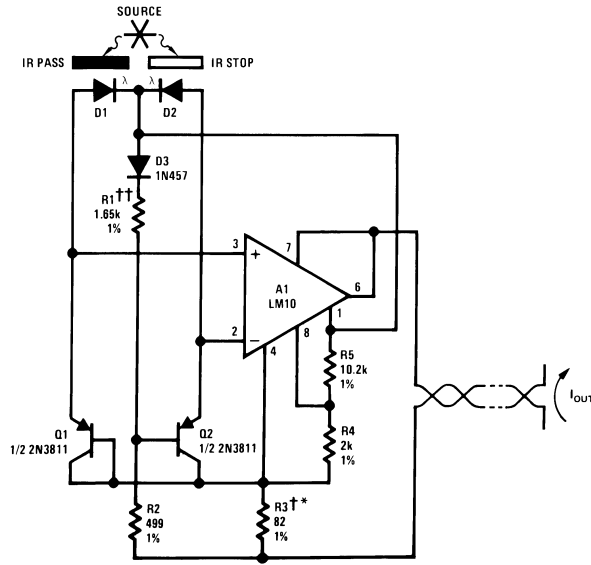 SOURCE
IR PASS
IR STOP
λ
λ
D1
D2
D3
1N457
R1††
1.65k
1%
3
+
7
A1
LM10
6
1
2
−
4
8
R5
10.2k
1%
IOUT
Q1
1/2 2N3811
Q2
1/2 2N3811
R4
2k
1%
R2
499
1%
R3†*
82
1%